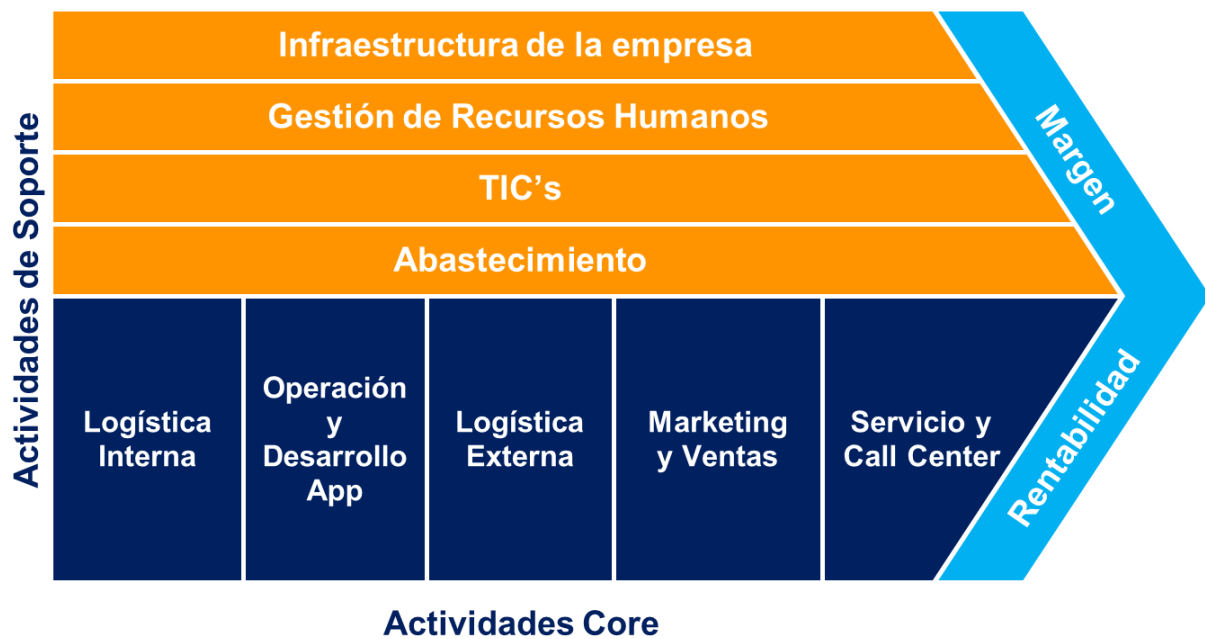 Infraestructura de la empresa
Gestión de Recursos Humanos
TIC’s
Abastecimiento
Actividades de Soporte
Margen
Logística
Interna
Operación
y
Desarrollo
App
Logística
Externa
Marketing
y Ventas
Servicio y
Call Center
Rentabilidad
Actividades Core